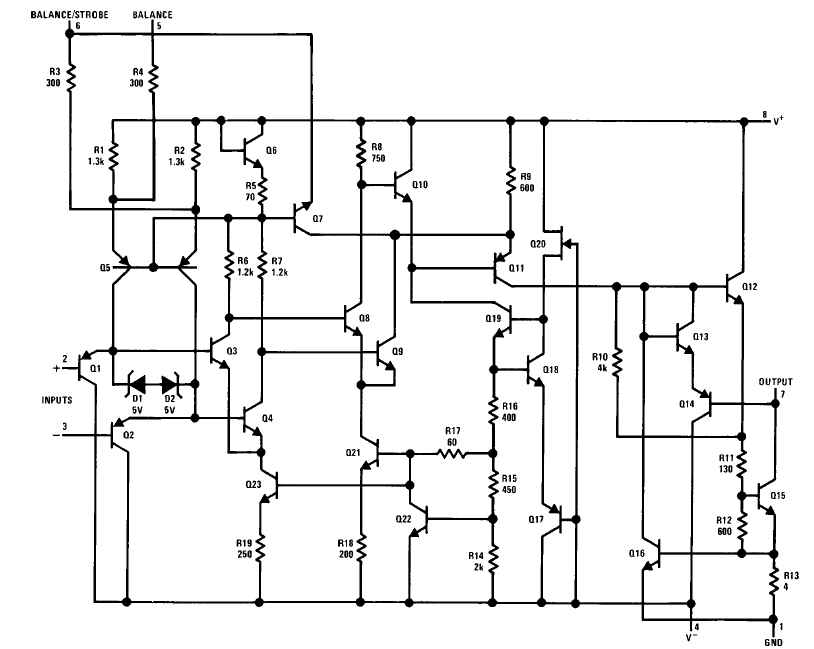 BALANCE/STROBE BALANCE
6 5
R3
300
R4
300
8 V+
R1
1.3k
R2
1.3k
Q6
R8
750
R5
70
Q10
R9
600
Q7
Q20
Q5
R6
1.2k
R7
1.2k
Q11
Q12
Q8
Q19
Q13
Q3
Q9
R10
4k
2
+
Q1
Q18
D1
5V
D2
5V
OUTPUT
7
INPUTS
Q14
R16
400
Q4
3
–
Q2
R17
60
Q21
R11
130
Q23
R15
450
Q15
Q22
Q17
R12
600
Q16
R19
250
R18
200
R14
2k
R13
4
4
V–
1
GND